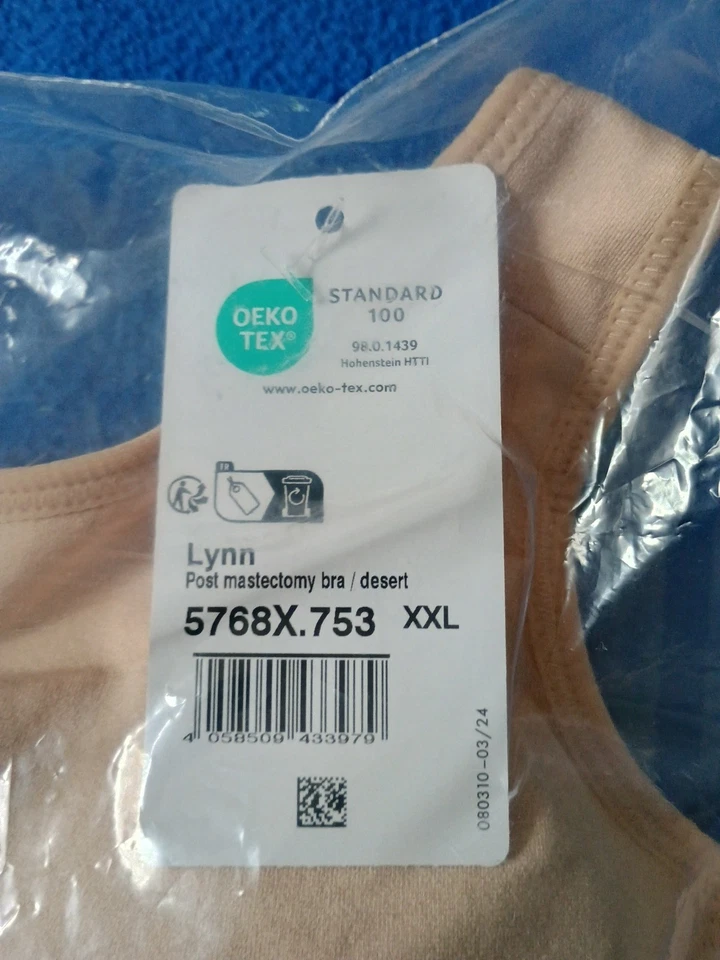 OEKO
TEX®
STANDARD
100
98.0.1439
Hohenstein HTTI
www.oeko-tex.com
FR
Lynn
Post mastectomy bra / desert
5768X.753 XXL
4 058509 433979
080310-03/24